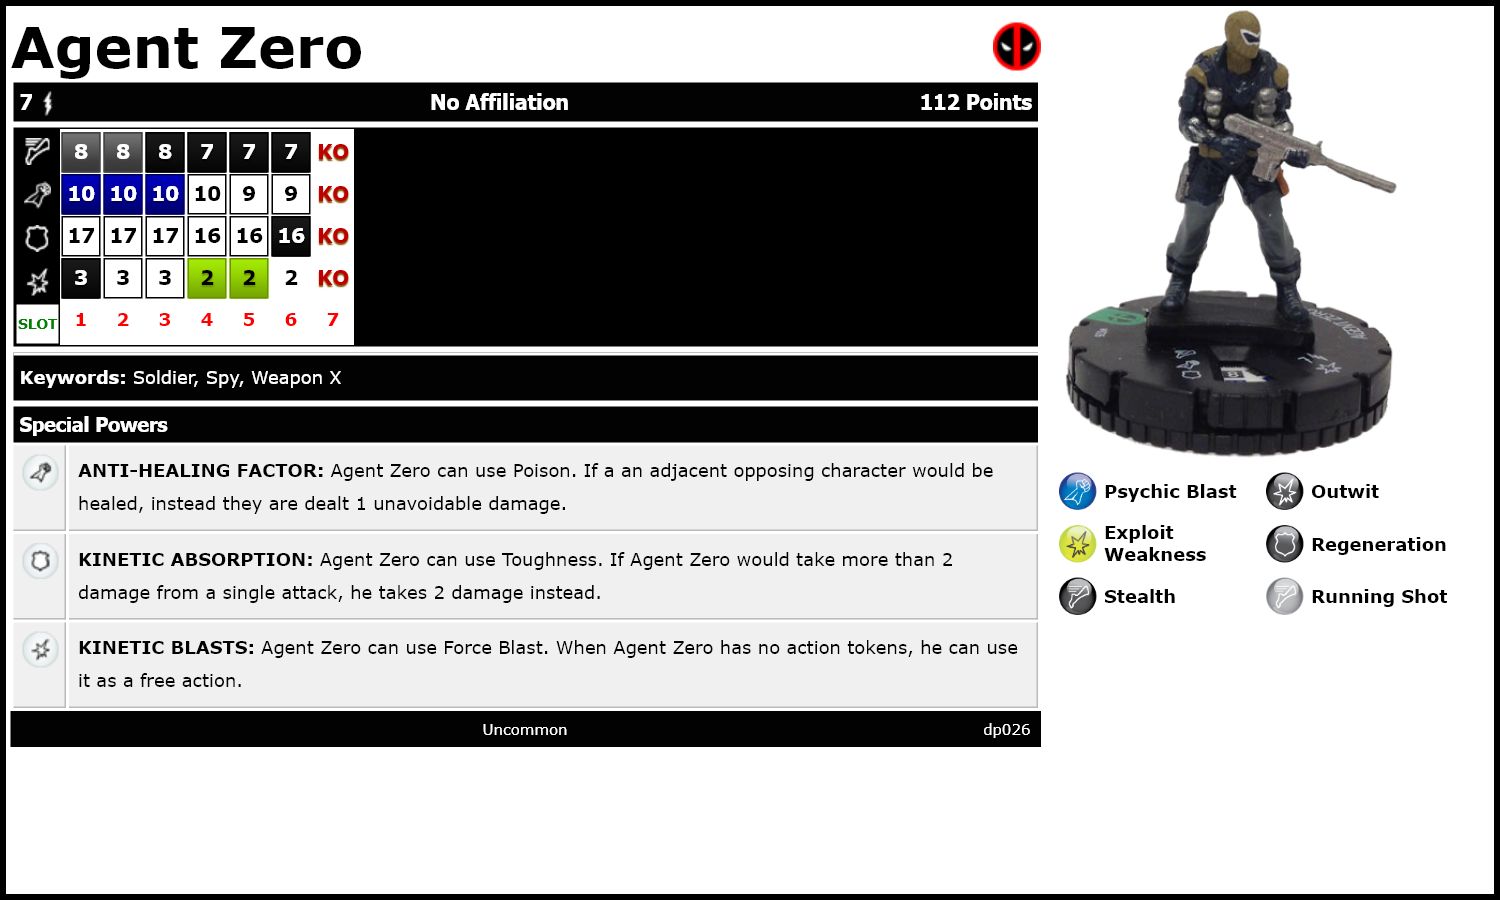 Agent Zero
7 No Affiliation 112 Points
8 8 8 7 7 7 KO
10 10 10 10 9 9 KO
17 17 17 16 16 16 KO
3 3 3 2 2 2 KO
SLOT 1 2 3 4 5 6 7
Keywords: Soldier, Spy, Weapon X
Special Powers
ANTI-HEALING FACTOR: Agent Zero can use Poison. If a an adjacent opposing character would be
healed, instead they are dealt 1 unavoidable damage.
KINETIC ABSORPTION: Agent Zero can use Toughness. If Agent Zero would take more than 2
damage from a single attack, he takes 2 damage instead.
KINETIC BLASTS: Agent Zero can use Force Blast. When Agent Zero has no action tokens, he can use
it as a free action.
Uncommon dp026
AGENT ZERO
8
Psychic Blast Outwit
Exploit
Weakness
Regeneration
Stealth Running Shot